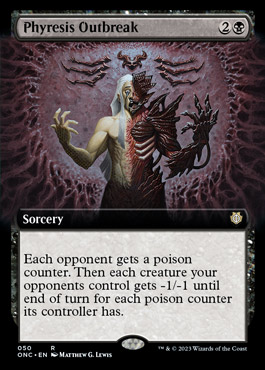 Phyresis Outbreak 2
Sorcery
Each opponent gets a poison
counter. Then each creature your
opponents control gets -1/-1 until
end of turn for each poison counter
its controller has.
050 R
ONC • EN MATTHEW G. LEWIS ™ & © 2023 Wizards of the Coast